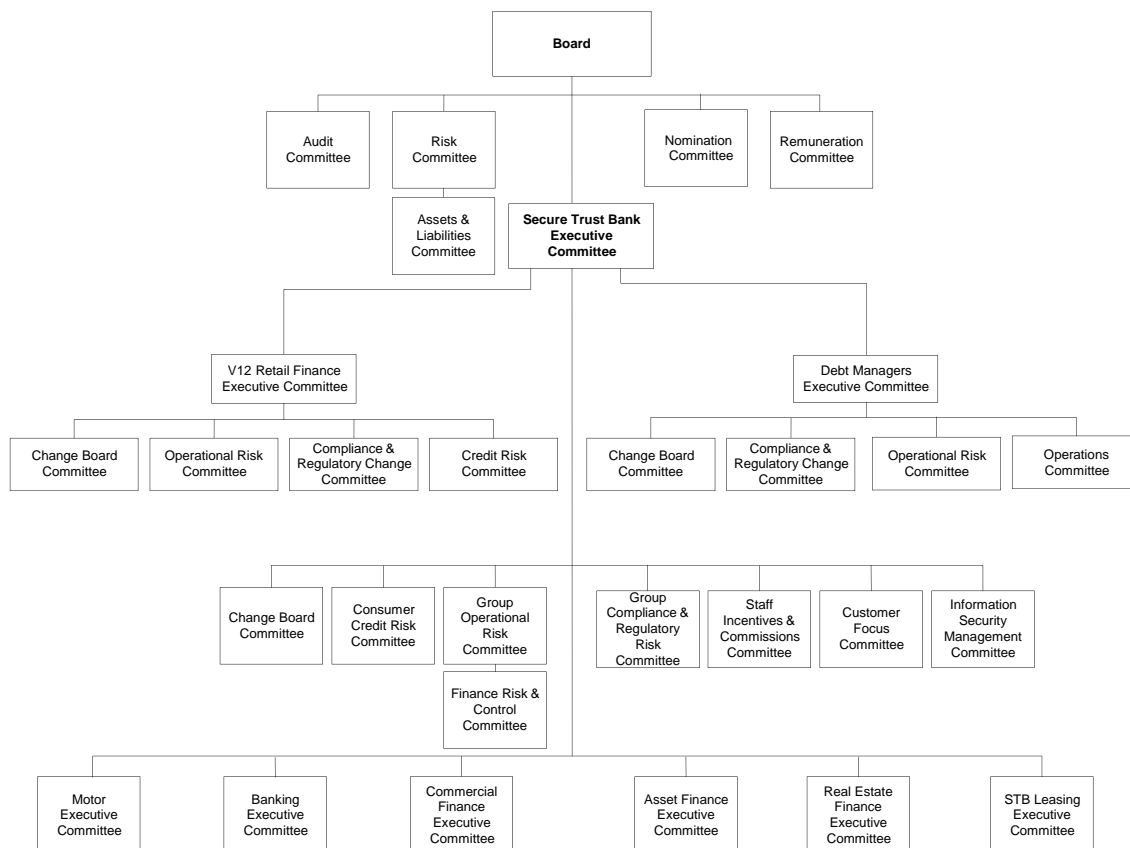 Board
Audit
Committee
Risk
Committee
Nomination
Committee
Remuneration
Committee
Assets &
Liabilities
Committee
Secure Trust Bank
Executive
Committee
V12 Retail Finance
Executive Committee
Debt Managers
Executive Committee
Change Board
Committee
Operational Risk
Committee
Compliance &
Regulatory Change
Committee
Credit Risk
Committee
Change Board
Committee
Compliance &
Regulatory Change
Committee
Operational Risk
Committee
Operations
Committee
Change Board
Committee
Consumer
Credit Risk
Committee
Group
Operational
Risk
Committee
Group
Compliance &
Regulatory
Risk
Committee
Staff
Incentives &
Commissions
Committee
Customer
Focus
Committee
Information
Security
Management
Committee
Finance Risk &
Control
Committee
Motor
Executive
Committee
Banking
Executive
Committee
Commercial
Finance
Executive
Committee
Asset Finance
Executive
Committee
Real Estate
Finance
Executive
Committee
STB Leasing
Executive
Committee